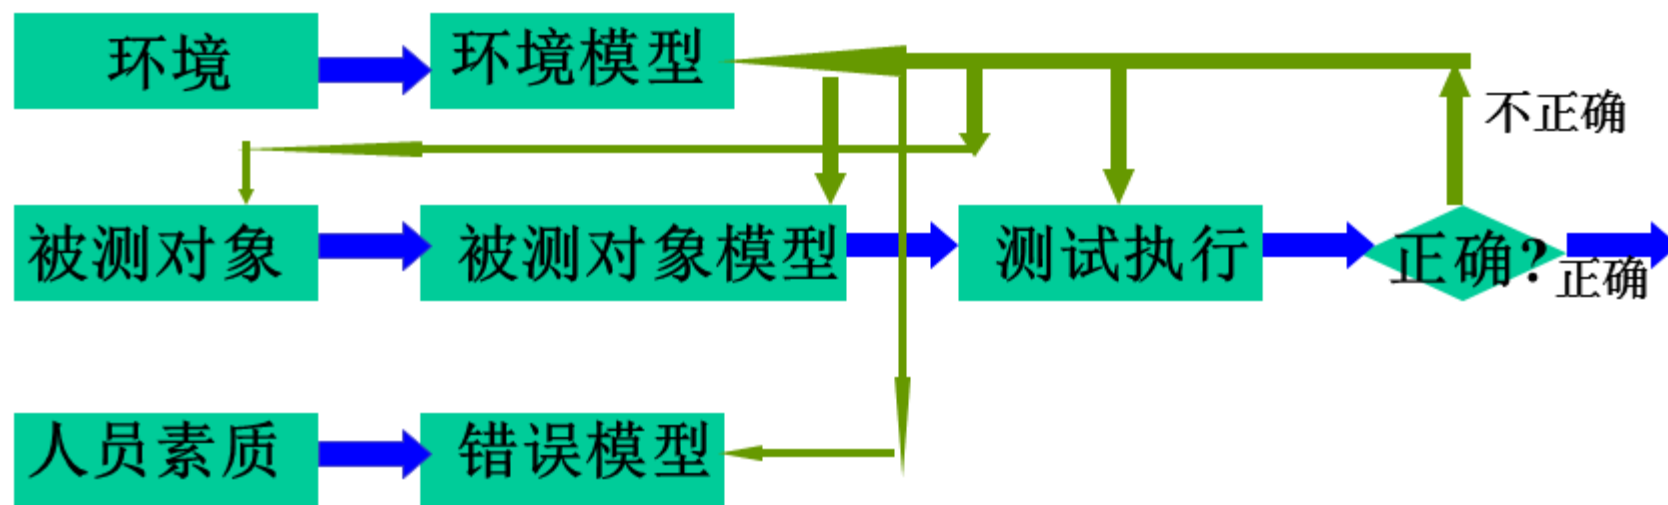 环境
环境模型
不正确
被测对象
被测对象模型
测试执行
正确?
正确
人员素质
错误模型